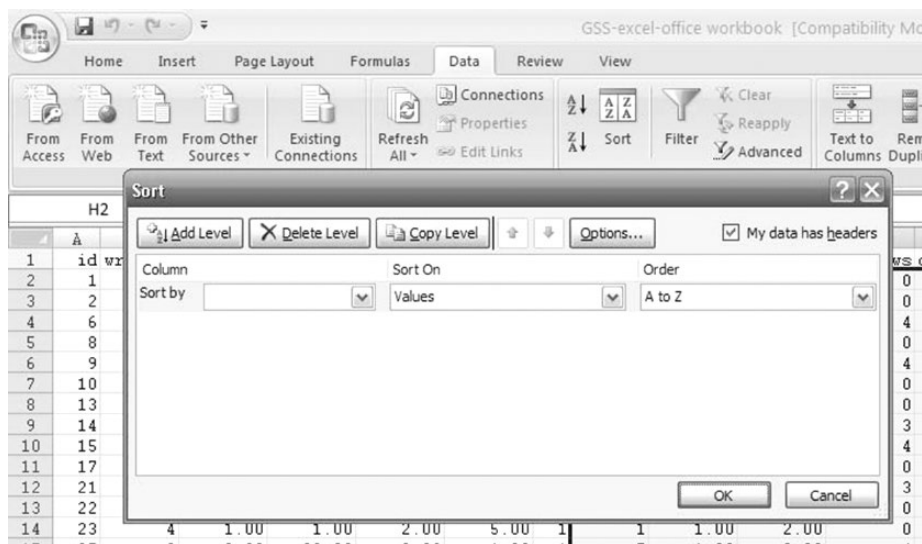 GSS-excel-office workbook [Compatibility Mo
Home Insert Page Layout Formulas Data Review View
From Access
From Web
From Text
From Other Sources
Existing Connections
Refresh All
Connections
Properties
Edit Links
Sort
Filter
Clear
Reapply
Advanced
Text to Columns
Rem
Dupli
Sort
H2
Add Level Delete Level Copy Level Options... My data has headers
A
1 id wr ws
Column Sort On Order
2 1 0
Sort by Values A to Z
3 2 0
4 6 4
5 8 0
6 9 4
7 10 0
8 13 0
9 14 3
10 15 4
11 17 0
12 21 3
OK Cancel
13 22 0
14 23 4 1.00 1.00 2.00 5.00 1 1 1.00 2.00 0